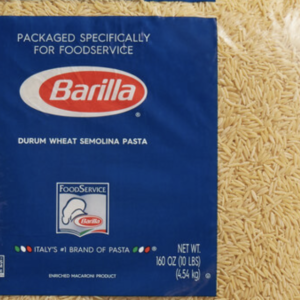 PACKAGED SPECIFICALLY
FOR FOODSERVICE
Barilla
®
DURUM WHEAT SEMOLINA PASTA
FOODSERVICE
Barilla
ITALY'S #1 BRAND OF PASTA ®
NET WT.
160 OZ (10 LBS)
(4.54 kg)
ENRICHED MACARONI PRODUCT